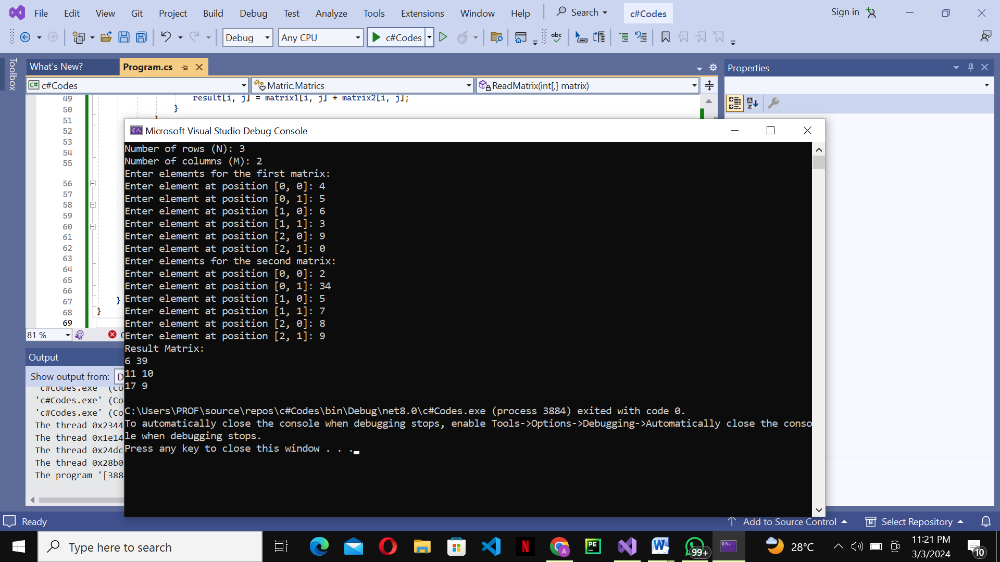 File Edit View Git Project Build Debug Test Analyze Tools Extensions Window Help Search c#Codes Sign in
Debug Any CPU c#Codes abc
Toolbox
What's New? Program.cs
Properties
C# c#Codes Matric.Matrics ReadMatrix(int[,] matrix)
49 result[i, j] = matrix1[i, j] + matrix2[i, j];
50 }
51
52
53
54
55
56
57
58
59
60
61
62
63
64
65
66
67 }
68 }
69
81 %
Microsoft Visual Studio Debug Console
Number of rows (N): 3
Number of columns (M): 2
Enter elements for the first matrix:
Enter element at position [0, 0]: 4
Enter element at position [0, 1]: 5
Enter element at position [1, 0]: 6
Enter element at position [1, 1]: 3
Enter element at position [2, 0]: 9
Enter element at position [2, 1]: 0
Enter elements for the second matrix:
Enter element at position [0, 0]: 2
Enter element at position [0, 1]: 34
Enter element at position [1, 0]: 5
Enter element at position [1, 1]: 7
Enter element at position [2, 0]: 8
Enter element at position [2, 1]: 9
Result Matrix:
6 39
11 10
17 9
C:\Users\PROF\source\repos\c#Codes\bin\Debug\net8.0\c#Codes.exe (process 3884) exited with code 0.
To automatically close the console when debugging stops, enable Tools->Options->Debugging->Automatically close the conso
le when debugging stops.
Press any key to close this window . . .
Output
Show output from: D
'c#Codes.exe' (Co
'c#Codes.exe' (Co
'c#Codes.exe' (Co
The thread 0x2344
The thread 0x1e14
The thread 0x24dc
The thread 0x28b0
The program '[388
Ready Add to Source Control Select Repository
Type here to search PE 99+ 28°C 11:21 PM
3/3/2024 10